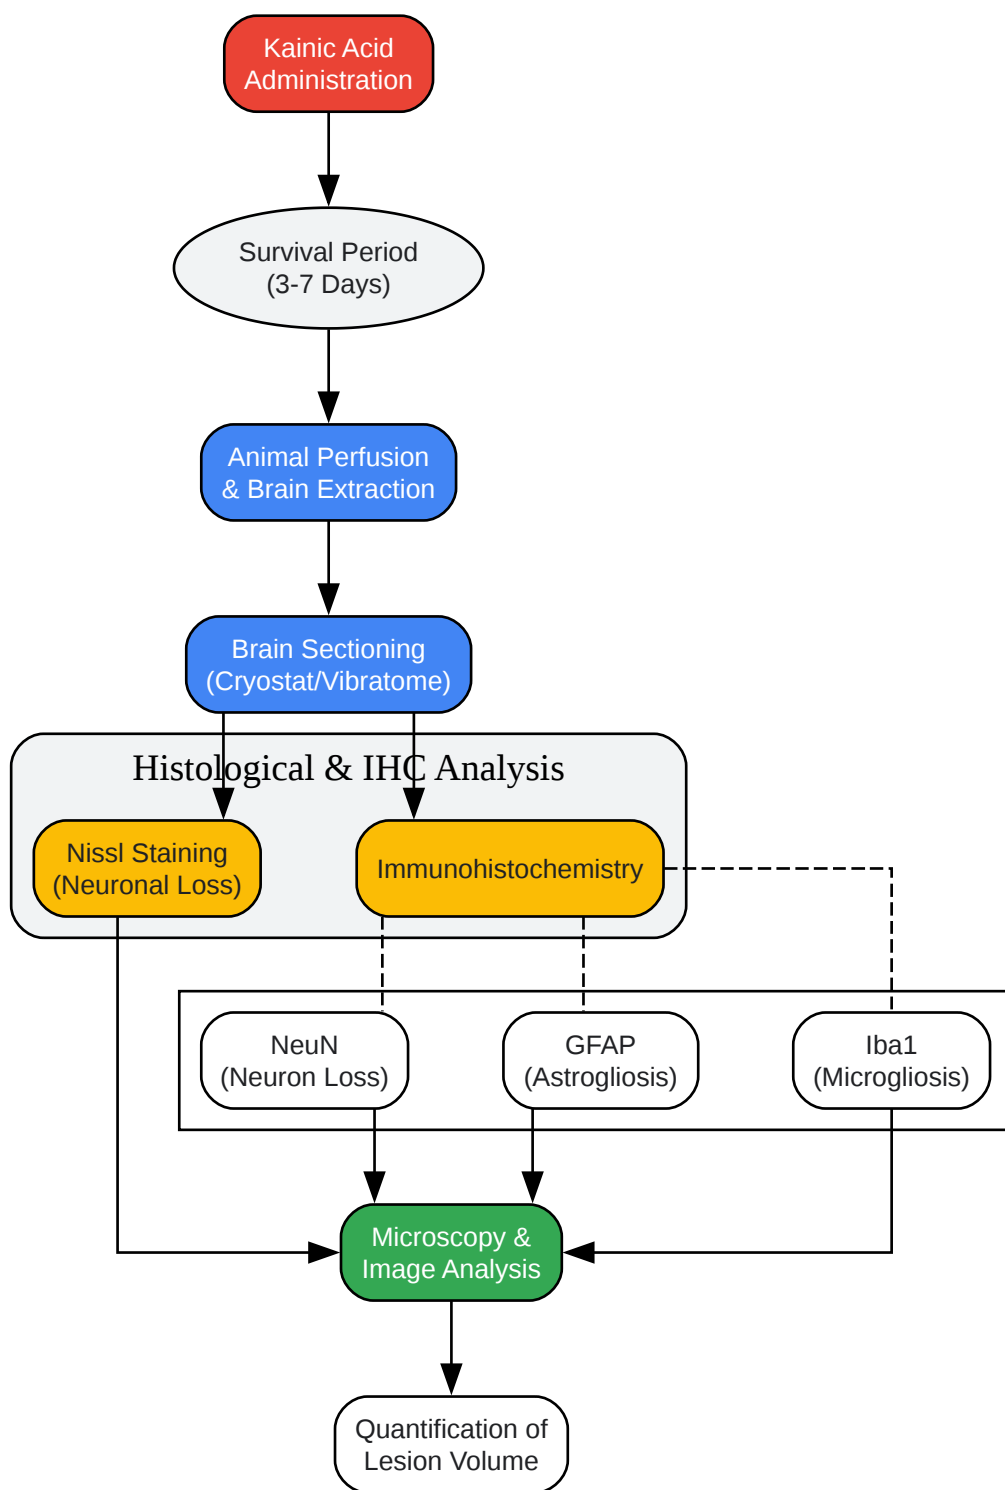 Kainic Acid
Administration
Survival Period
(3-7 Days)
Animal Perfusion
& Brain Extraction
Brain Sectioning
(Cryostat/Vibratome)
Histological & IHC Analysis
Nissl Staining
(Neuronal Loss)
Immunohistochemistry
NeuN
(Neuron Loss)
GFAP
(Astrogliosis)
Iba1
(Microgliosis)
Microscopy &
Image Analysis
Quantification of
Lesion Volume